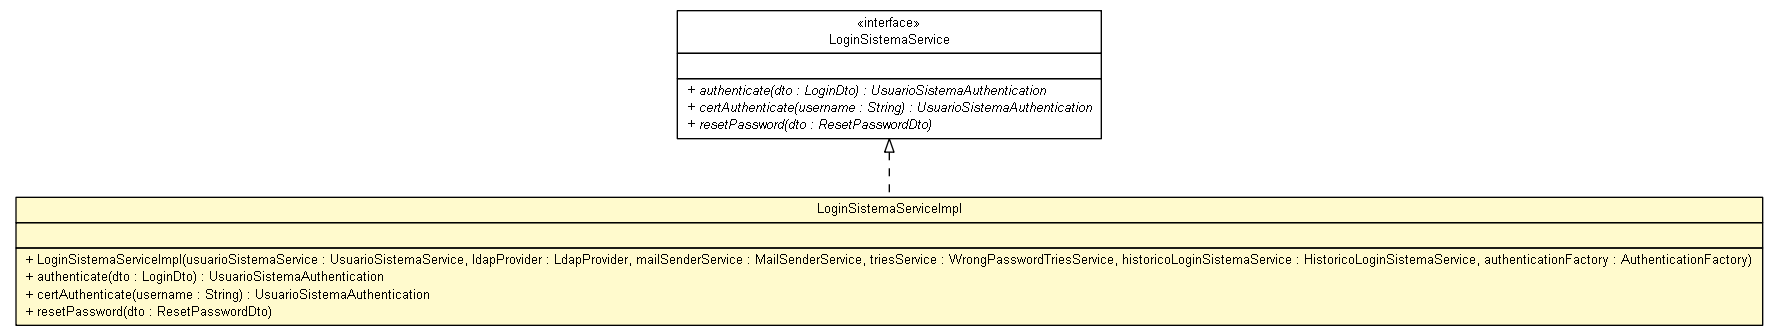 «interface»
LoginSistemaService
+ authenticate(dto : LoginDto) : UsuarioSistemaAuthentication
+ certAuthenticate(username : String) : UsuarioSistemaAuthentication
+ resetPassword(dto : ResetPasswordDto)
LoginSistemaServiceImpl
+ LoginSistemaServiceImpl(usuarioSistemaService : UsuarioSistemaService, ldapProvider : LdapProvider, mailSenderService : MailSenderService, triesService : WrongPasswordTriesService, historicoLoginSistemaService : HistoricoLoginSistemaService, authenticationFactory : AuthenticationFactory)
+ authenticate(dto : LoginDto) : UsuarioSistemaAuthentication
+ certAuthenticate(username : String) : UsuarioSistemaAuthentication
+ resetPassword(dto : ResetPasswordDto)